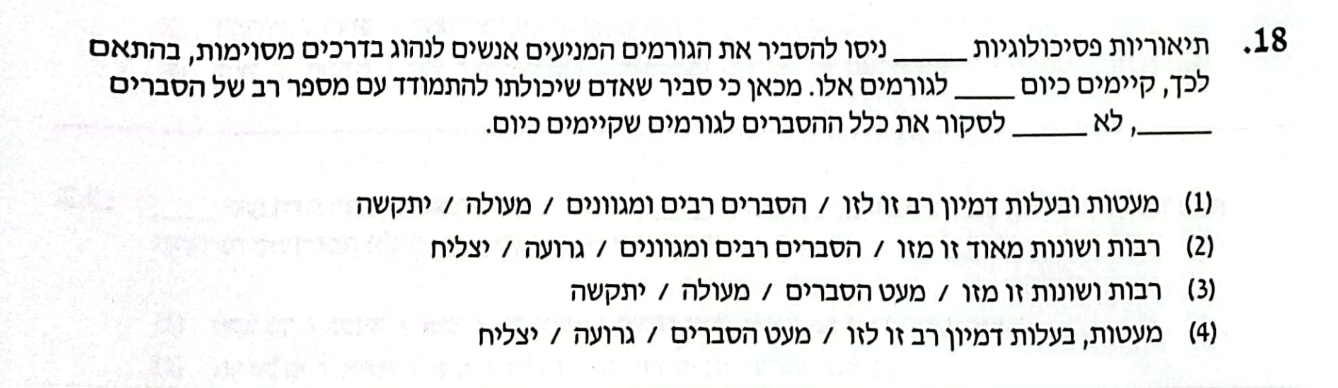 18. תיאוריות פסיכולוגיות _____ ניסו להסביר את הגורמים המניעים אנשים לנהוג בדרכים מסוימות, בהתאם
לכך, קיימים כיום ____ לגורמים אלו. מכאן כי סביר שאדם שיכולתו להתמודד עם מספר רב של הסברים
_____, לא _____ לסקור את כלל ההסברים לגורמים שקיימים כיום.
(1) מעטות ובעלות דמיון רב זו לזו / הסברים רבים ומגוונים / מעולה / יתקשה
(2) רבות ושונות מאוד זו מזו / הסברים רבים ומגוונים / גרועה / יצליח
(3) רבות ושונות זו מזו / מעט הסברים / מעולה / יתקשה
(4) מעטות, בעלות דמיון רב זו לזו / מעט הסברים / גרועה / יצליח